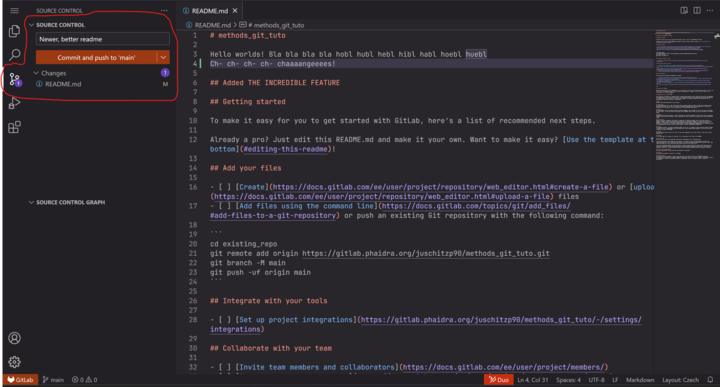 SOURCE CONTROL
SOURCE CONTROL
Newer, better readme
Commit and push to 'main'
Changes
1
README.md
M
1
SOURCE CONTROL GRAPH
README.md
README.md > # methods_git_tuto
1 # methods_git_tuto
2
3 Hello worlds! Bla bla bla bla hobl hubl hebl hibl habl hoebl huebl
4 Ch- ch- ch- ch- chaaaangeeees!
5
6 ## Added THE INCREDIBLE FEATURE
7
8 ## Getting started
9
10 To make it easy for you to get started with GitLab, here's a list of recommended next steps.
11
12 Already a pro? Just edit this README.md and make it your own. Want to make it easy? [Use the template at t
bottom](#editing-this-readme)!
13
14 ## Add your files
15
16 - [ ] [Create](https://docs.gitlab.com/ee/user/project/repository/web_editor.html#create-a-file) or [uploa
(https://docs.gitlab.com/ee/user/project/repository/web_editor.html#upload-a-file) files
17 - [ ] [Add files using the command line](https://docs.gitlab.com/topics/git/add_files/
#add-files-to-a-git-repository) or push an existing Git repository with the following command:
18
19 ```
20 cd existing_repo
21 git remote add origin https://gitlab.phaidra.org/juschitzp90/methods_git_tuto.git
22 git branch -M main
23 git push -uf origin main
24 ```
25
26 ## Integrate with your tools
27
28 - [ ] [Set up project integrations](https://gitlab.phaidra.org/juschitzp90/methods_git_tuto/-/settings/
integrations)
29
30 ## Collaborate with your team
31
32 - [ ] [Invite team members and collaborators](https://docs.gitlab.com/ee/user/project/members/)
GitLab
main
0 0
Duo
Ln 4, Col 31
Spaces: 4
UTF-8
LF
Markdown
Layout: Czech